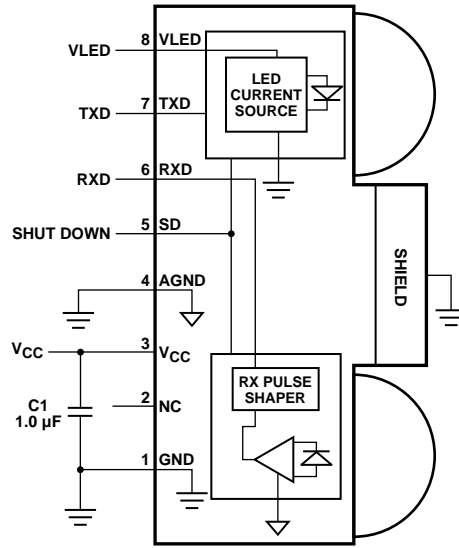 VLED 8 VLED
LED
CURRENT
SOURCE
TXD 7 TXD
RXD 6 RXD
SHUT DOWN 5 SD
SHIELD
4 AGND
VCC 3 VCC
RX PULSE
SHAPER
C1
1.0 µF
2 NC
1 GND